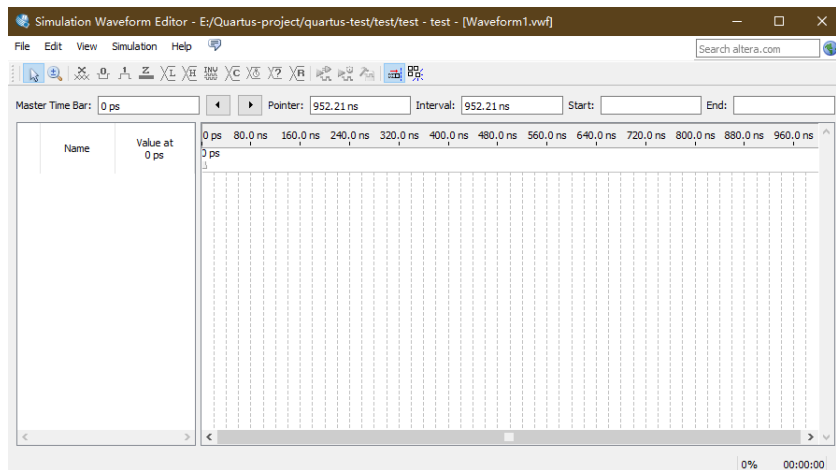 Simulation Waveform Editor - E:/Quartus-project/quartus-test/test/test - test - [Waveform1.vwf]
File Edit View Simulation Help Search altera.com
Master Time Bar: 0 ps Pointer: 952.21 ns Interval: 952.21 ns Start: End:
Name Value at 0 ps
0 ps 80.0 ns 160.0 ns 240.0 ns 320.0 ns 400.0 ns 480.0 ns 560.0 ns 640.0 ns 720.0 ns 800.0 ns 880.0 ns 960.0 ns
0 ps
0% 00:00:00